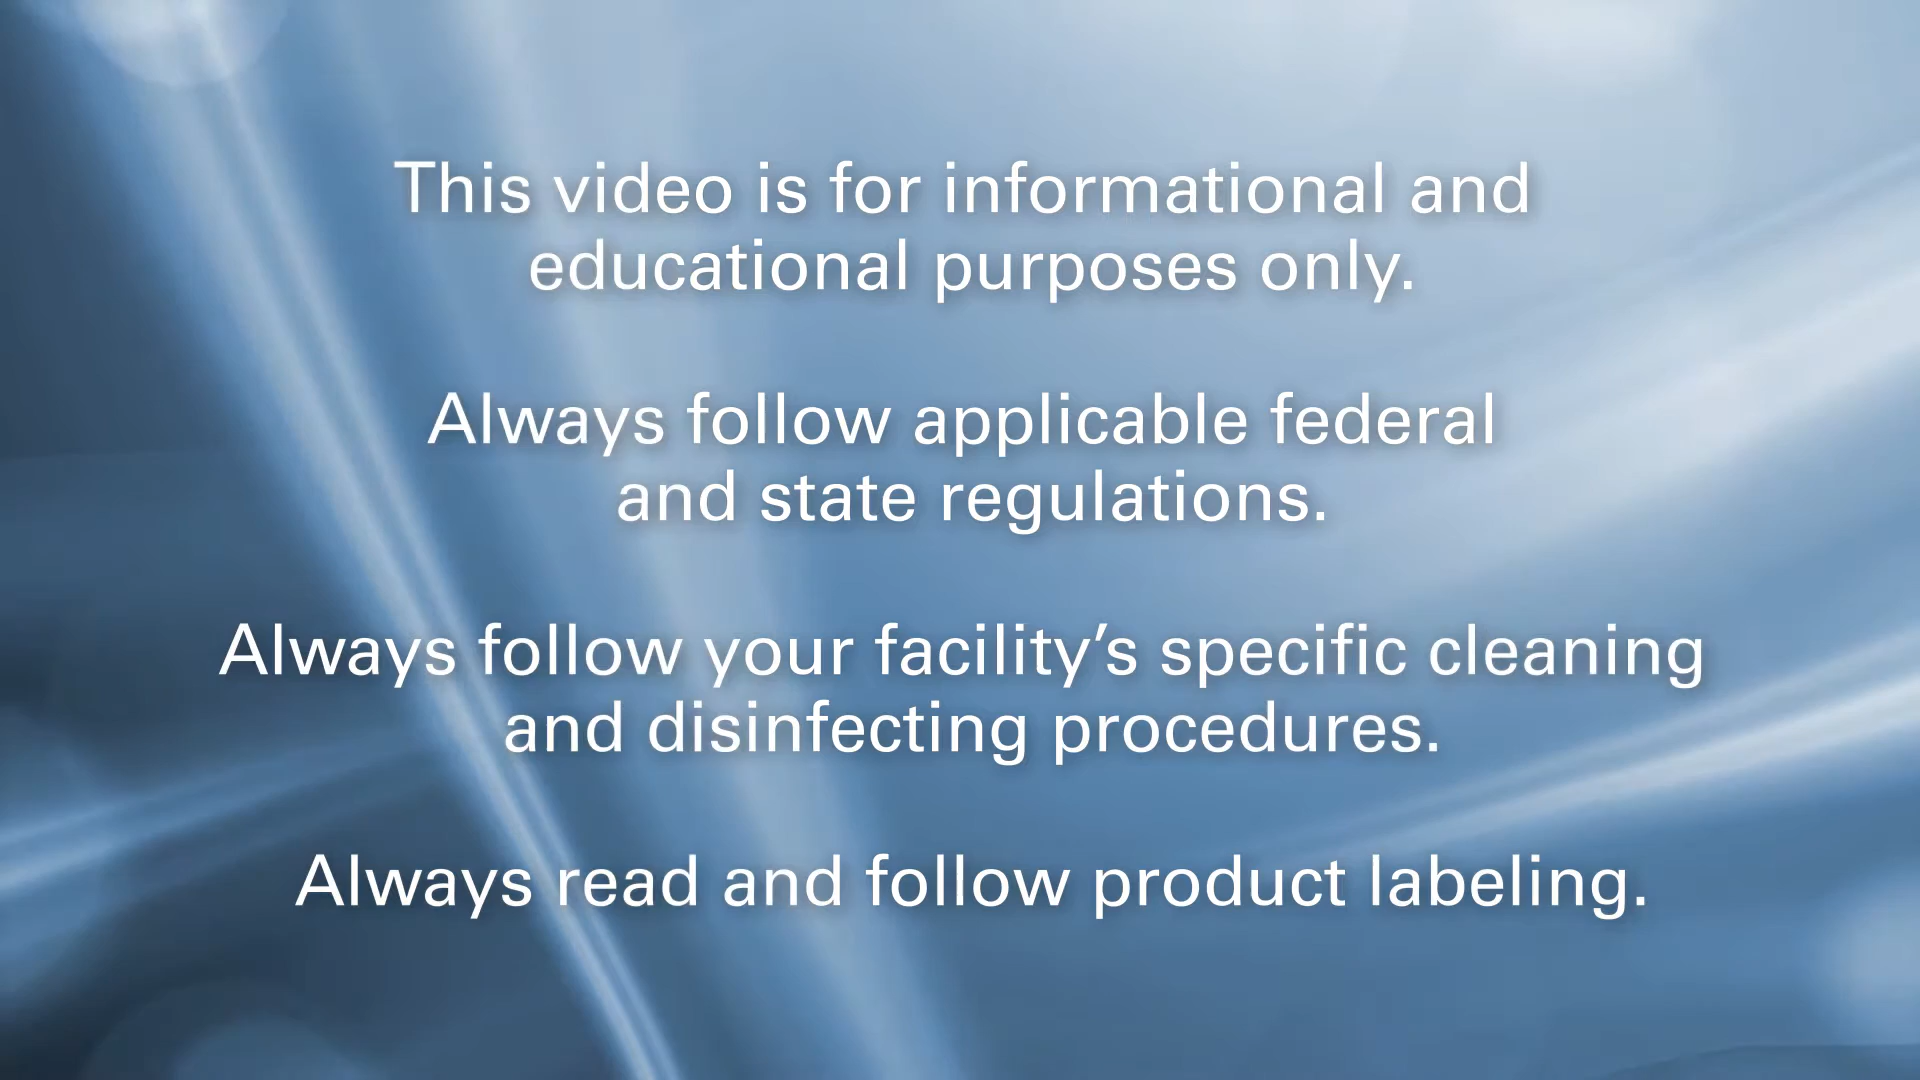 This video is for informational and
educational purposes only.
Always follow applicable federal
and state regulations.
Always follow your facility’s specific cleaning
and disinfecting procedures.
Always read and follow product labeling.